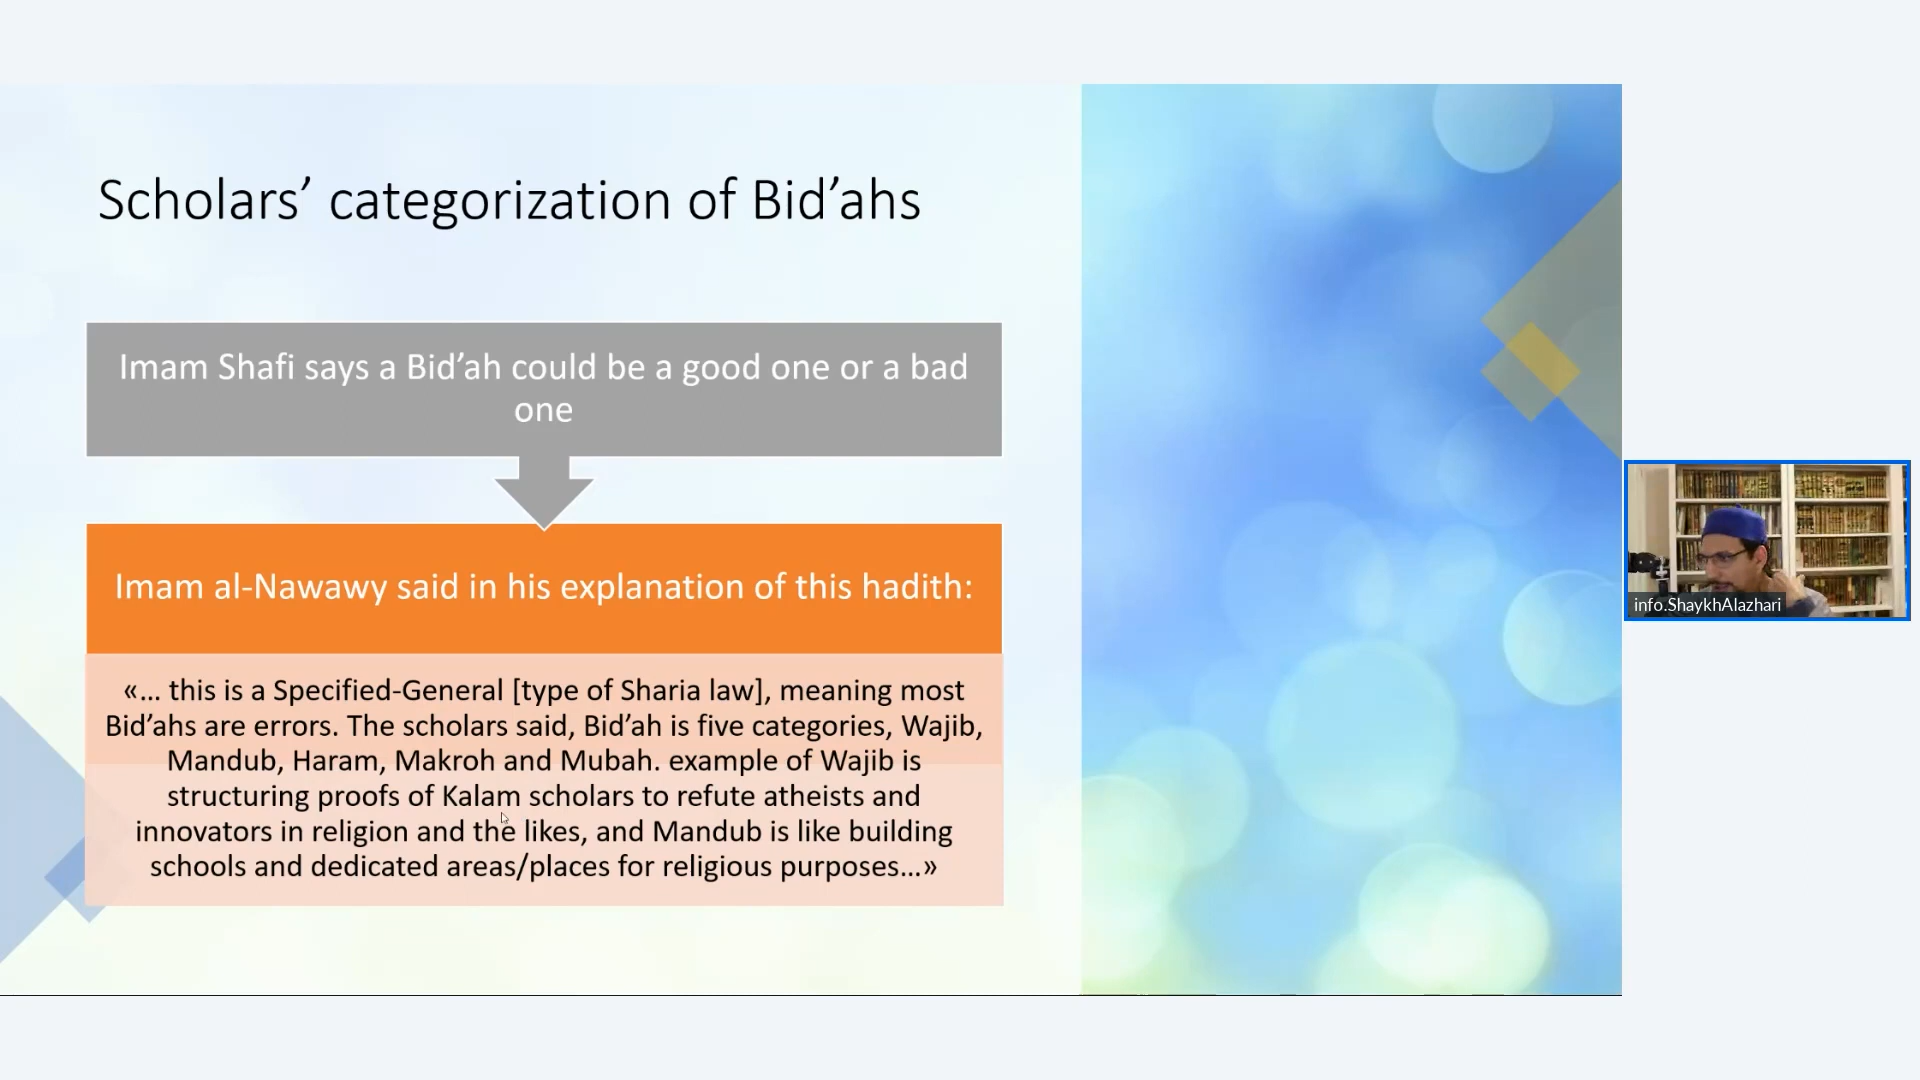 Scholars’ categorization of Bid’ahs
Imam Shafi says a Bid’ah could be a good one or a bad
one
Imam al-Nawawy said in his explanation of this hadith:
«... this is a Specified-General [type of Sharia law], meaning most
Bid’ahs are errors. The scholars said, Bid’ah is five categories, Wajib,
Mandub, Haram, Makroh and Mubah. example of Wajib is
structuring proofs of Kalam scholars to refute atheists and
innovators in religion and the likes, and Mandub is like building
schools and dedicated areas/places for religious purposes...»
info.ShaykhAlazhari